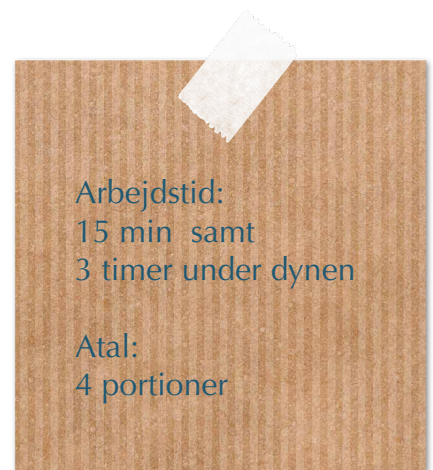 Arbejdstid:
15 min samt
3 timer under dynen
Atal:
4 portioner